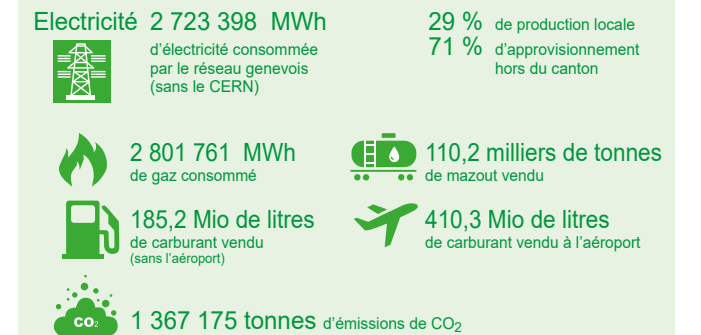 Electricité 2 723 398 MWh
d'électricité consommée
par le réseau genevois
(sans le CERN)
29 % de production locale
71 % d'approvisionnement
hors du canton
2 801 761 MWh
de gaz consommé
110,2 milliers de tonnes
de mazout vendu
185,2 Mio de litres
de carburant vendu
(sans l'aéroport)
410,3 Mio de litres
de carburant vendu à l'aéroport
CO₂
1 367 175 tonnes d'émissions de CO₂